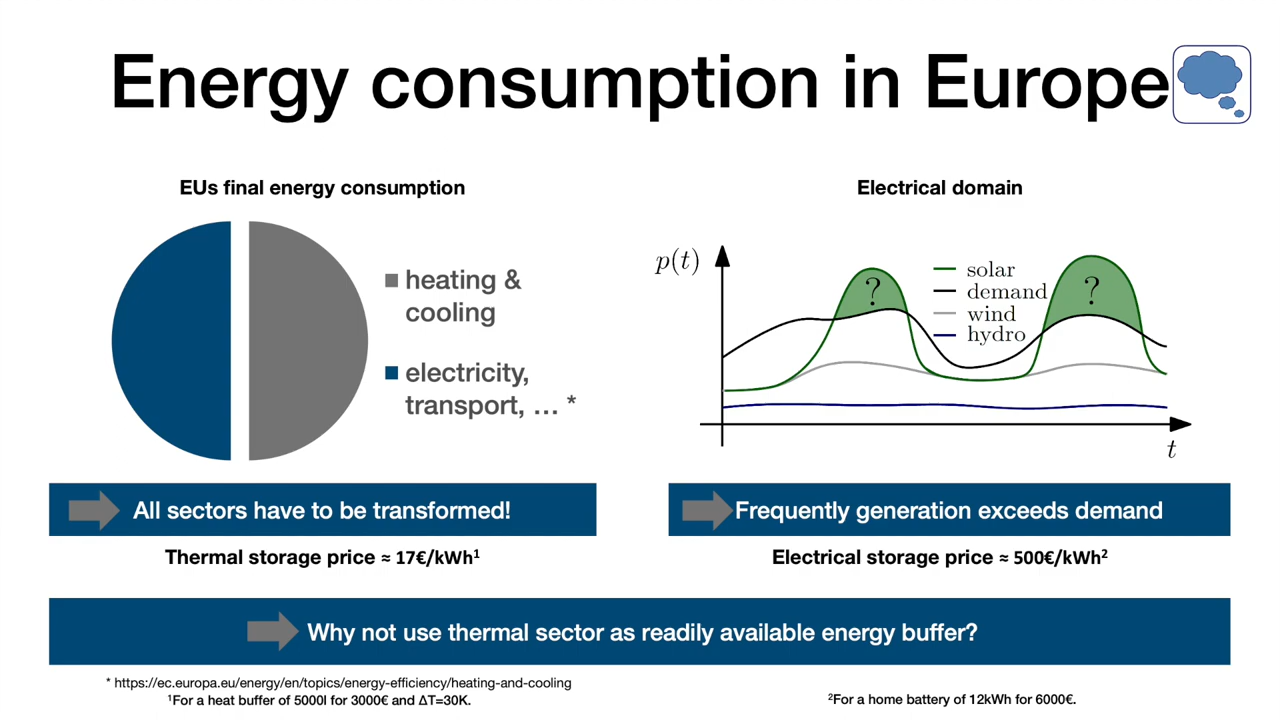 Energy consumption in Europe
EUs final energy consumption
heating &
cooling
electricity,
transport, … *
Electrical domain
p(t)
solar
demand
wind
hydro
?
?
t
All sectors have to be transformed!
Frequently generation exceeds demand
Thermal storage price ≈ 17€/kWh¹
Electrical storage price ≈ 500€/kWh²
Why not use thermal sector as readily available energy buffer?
* https://ec.europa.eu/energy/en/topics/energy-efficiency/heating-and-cooling
¹For a heat buffer of 5000l for 3000€ and ΔT=30K.
²For a home battery of 12kWh for 6000€.